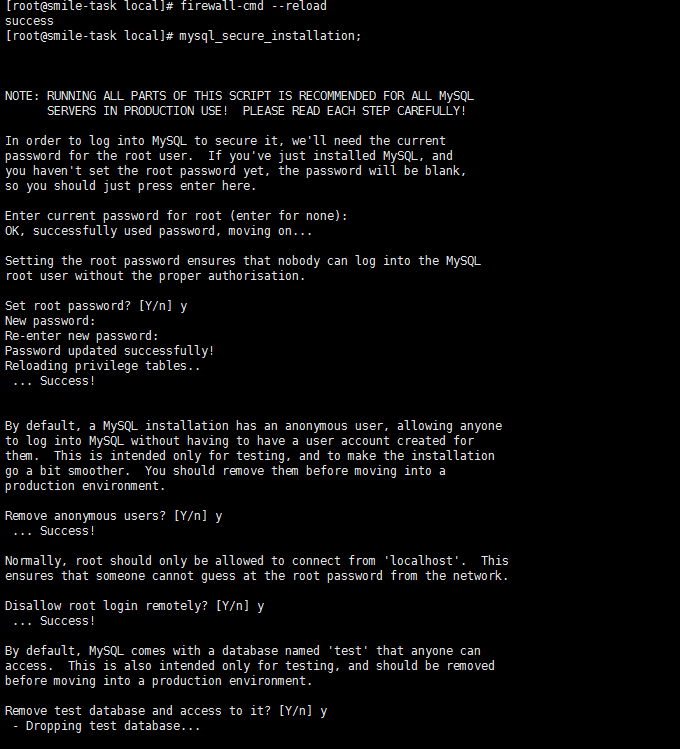 [root@smile-task local]# firewall-cmd --reload
success
[root@smile-task local]# mysql_secure_installation;
NOTE: RUNNING ALL PARTS OF THIS SCRIPT IS RECOMMENDED FOR ALL MySQL
      SERVERS IN PRODUCTION USE!  PLEASE READ EACH STEP CAREFULLY!
In order to log into MySQL to secure it, we'll need the current
password for the root user.  If you've just installed MySQL, and
you haven't set the root password yet, the password will be blank,
so you should just press enter here.
Enter current password for root (enter for none):
OK, successfully used password, moving on...
Setting the root password ensures that nobody can log into the MySQL
root user without the proper authorisation.
Set root password? [Y/n] y
New password:
Re-enter new password:
Password updated successfully!
Reloading privilege tables..
 ... Success!
By default, a MySQL installation has an anonymous user, allowing anyone
to log into MySQL without having to have a user account created for
them.  This is intended only for testing, and to make the installation
go a bit smoother.  You should remove them before moving into a
production environment.
Remove anonymous users? [Y/n] y
 ... Success!
Normally, root should only be allowed to connect from 'localhost'.  This
ensures that someone cannot guess at the root password from the network.
Disallow root login remotely? [Y/n] y
 ... Success!
By default, MySQL comes with a database named 'test' that anyone can
access.  This is also intended only for testing, and should be removed
before moving into a production environment.
Remove test database and access to it? [Y/n] y
 - Dropping test database...